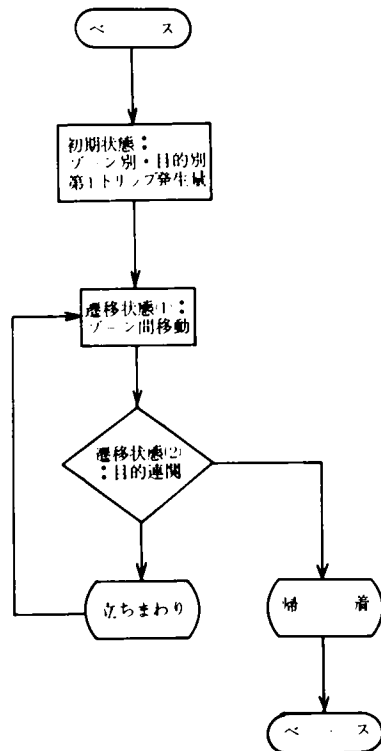 ベース
初期状態：
ゾーン別・目的別
第1トリップ発生量
遷移状態(1)：
ゾーン間移動
遷移状態(2)
：目的連関
立ちまわり
帰着
ベース